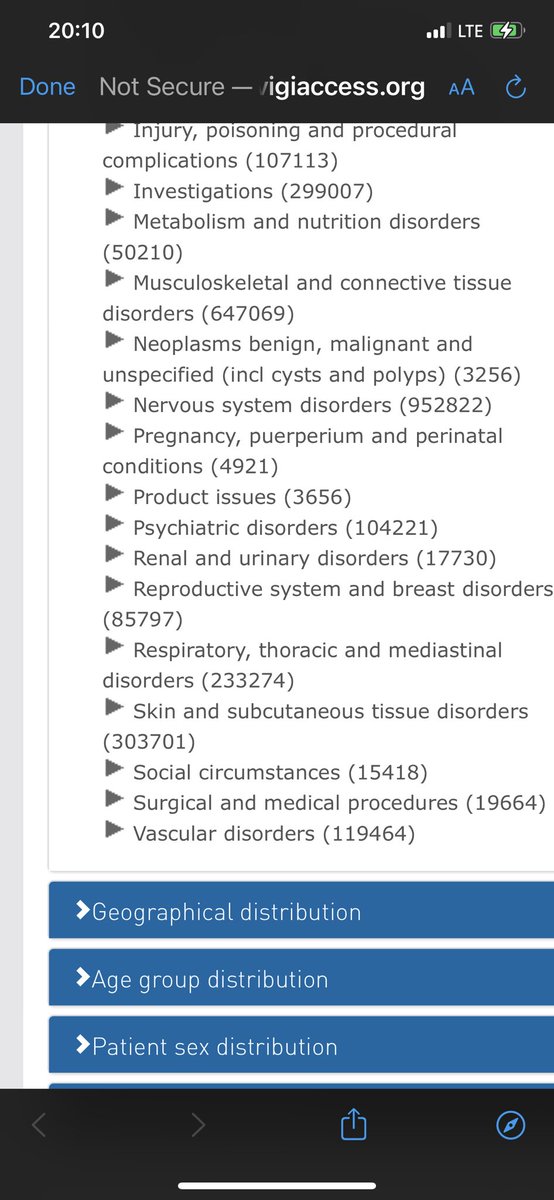 20:10
LTE
Done Not Secure — vigiaccess.org AA
Injury, poisoning and procedural
complications (107113)
Investigations (299007)
Metabolism and nutrition disorders
(50210)
Musculoskeletal and connective tissue
disorders (647069)
Neoplasms benign, malignant and
unspecified (incl cysts and polyps) (3256)
Nervous system disorders (952822)
Pregnancy, puerperium and perinatal
conditions (4921)
Product issues (3656)
Psychiatric disorders (104221)
Renal and urinary disorders (17730)
Reproductive system and breast disorders
(85797)
Respiratory, thoracic and mediastinal
disorders (233274)
Skin and subcutaneous tissue disorders
(303701)
Social circumstances (15418)
Surgical and medical procedures (19664)
Vascular disorders (119464)
Geographical distribution
Age group distribution
Patient sex distribution